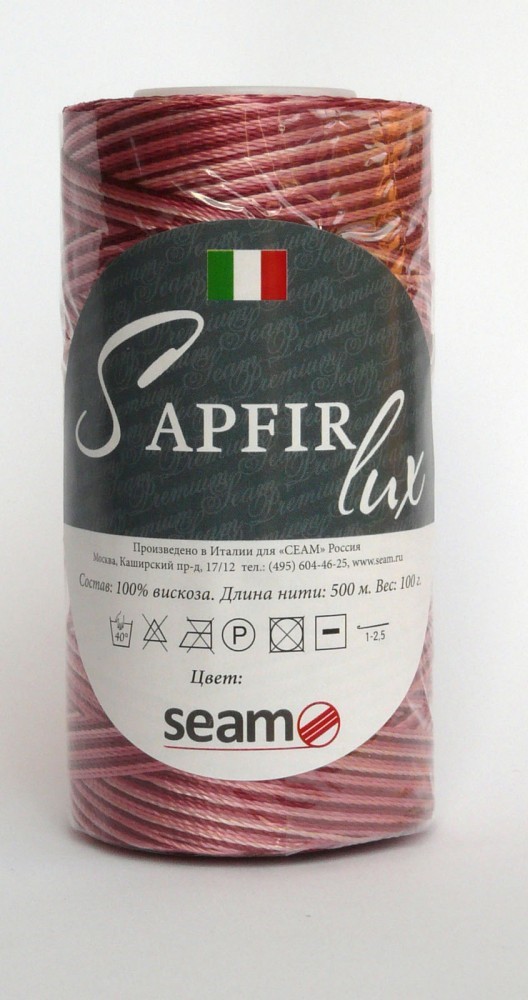 SAPFIR
lux
Произведено в Италии для «СЕАМ» Россия
Москва, Каширский пр-д, 17/12 тел.: (495) 604-46-25, www.seam.ru
Состав: 100% вискоза. Длина нити: 500 м. Вес: 100 г.
40° P 1-2,5
Цвет:
seam